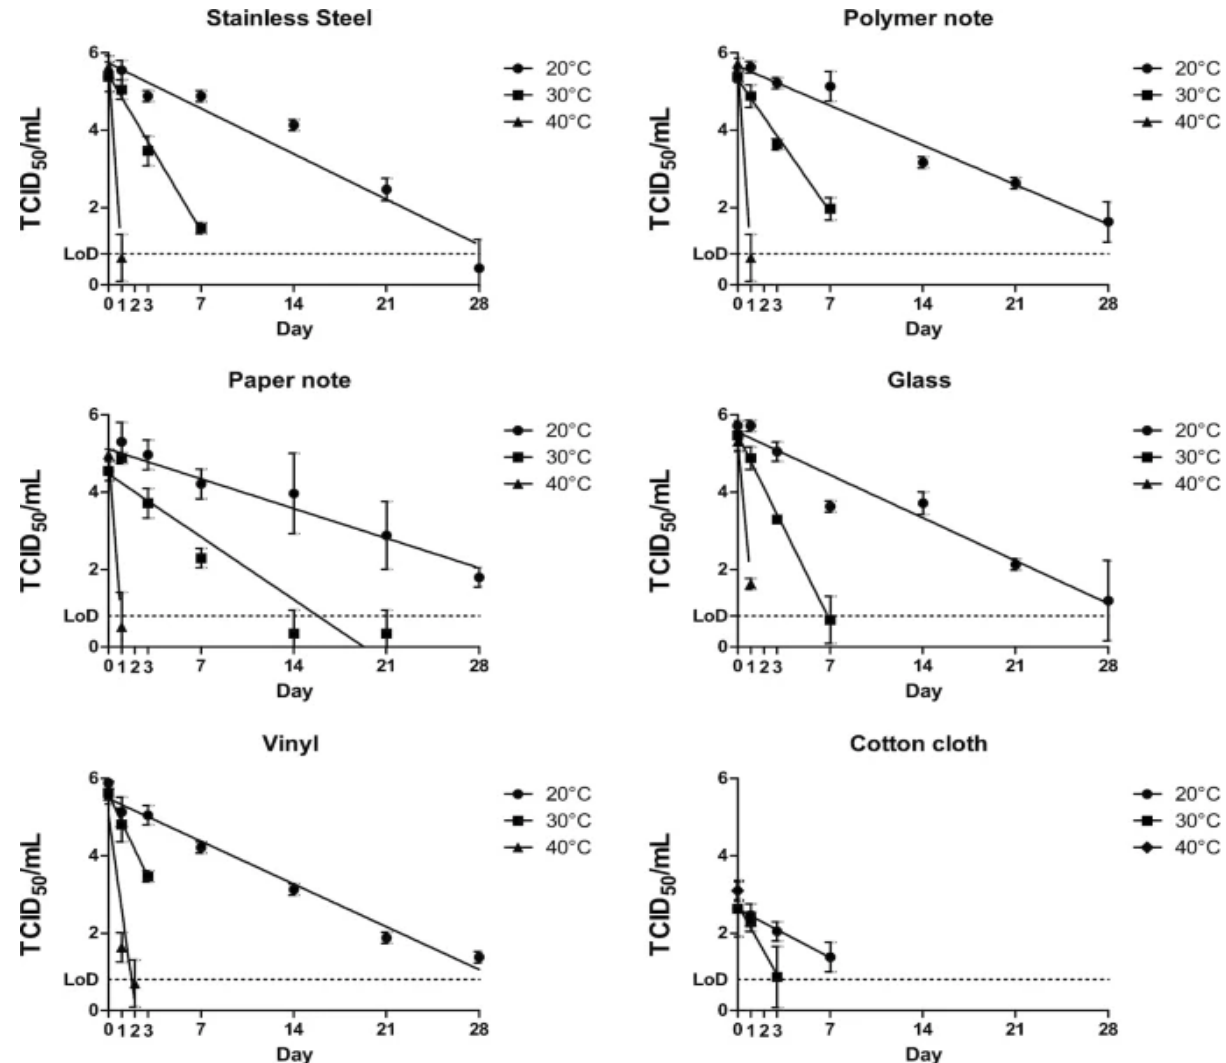 Stainless Steel
6
4
2
LoD
0
TCID50/mL
0 1 2 3 7 14 21 28
Day
20°C
30°C
40°C
Polymer note
6
4
2
LoD
0
TCID50/mL
0 1 2 3 7 14 21 28
Day
20°C
30°C
40°C
Paper note
6
4
2
LoD
0
TCID50/mL
0 1 2 3 7 14 21 28
Day
20°C
30°C
40°C
Glass
6
4
2
LoD
0
TCID50/mL
0 1 2 3 7 14 21 28
Day
20°C
30°C
40°C
Vinyl
6
4
2
LoD
0
TCID50/mL
0 1 2 3 7 14 21 28
Day
20°C
30°C
40°C
Cotton cloth
6
4
2
LoD
0
TCID50/mL
0 1 2 3 7 14 21 28
Day
20°C
30°C
40°C